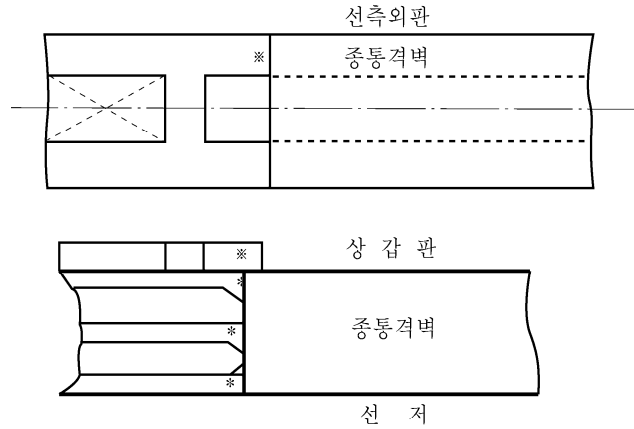 선측외판
※ 종통격벽
※ 상 갑 판
*
* 종통격벽
*
선 저